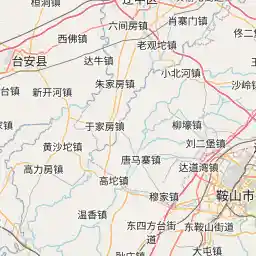 桓洞镇
辽中区
肖寨门镇
六间房镇
西佛镇
老观坨镇
佟二堡
台安县
达牛镇
小北河镇
朱家房镇
沙岭镇
新开河镇
于家房镇
柳壕镇
刘二堡镇
黄沙坨镇
唐马寨镇
达道湾镇
高力房镇
高坨镇
鞍山市
穆家镇
温香镇
东四方台街道
东鞍山街道
耿庄镇
大屯镇